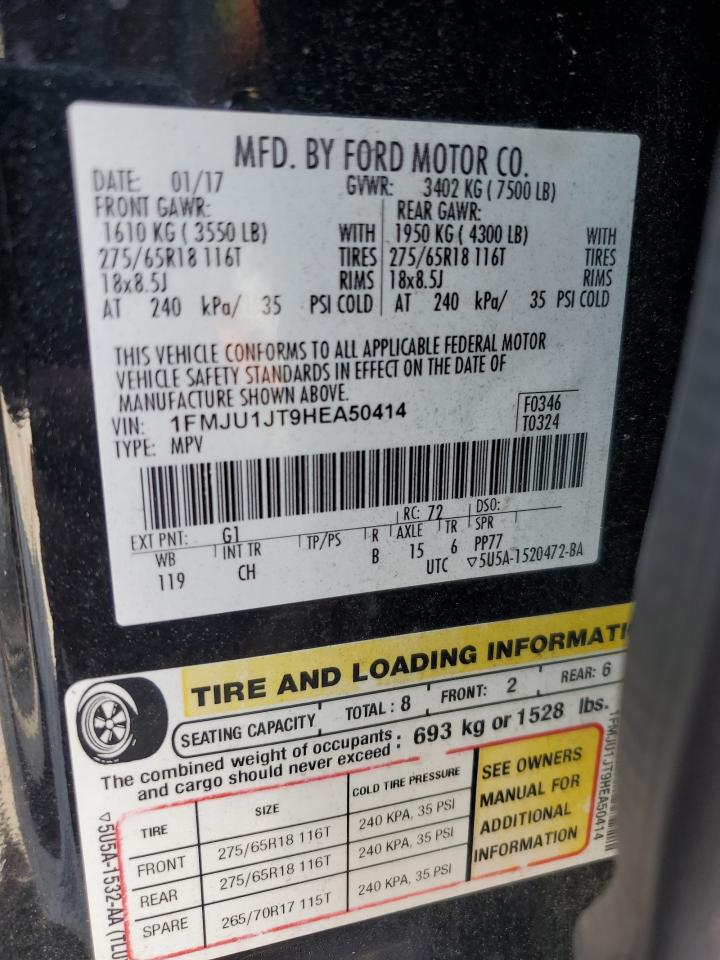 MFD. BY FORD MOTOR CO.
DATE: 01/17 GVWR: 3402 KG ( 7500 LB)
FRONT GAWR: REAR GAWR:
1610 KG ( 3550 LB) WITH 1950 KG ( 4300 LB) WITH
275/65R18 116T TIRES 275/65R18 116T TIRES
18x8.5J RIMS 18x8.5J RIMS
AT 240 kPa/ 35 PSI COLD AT 240 kPa/ 35 PSI COLD
THIS VEHICLE CONFORMS TO ALL APPLICABLE FEDERAL MOTOR
VEHICLE SAFETY STANDARDS IN EFFECT ON THE DATE OF
MANUFACTURE SHOWN ABOVE.
VIN: 1FMJU1JT9HEA50414 F0346
TYPE: MPV T0324
EXT PNT: G1 RC: 72 DSO:
WB INT TR TP/PS R AXLE TR SPR
119 CH B 15 6 PP77
UTC ▽5U5A-1520472-BA
TIRE AND LOADING INFORMATI
SEATING CAPACITY TOTAL : 8 FRONT: 2 REAR: 6
The combined weight of occupants
and cargo should never exceed : 693 kg or 1528 lbs.
TIRE SIZE COLD TIRE PRESSURE
FRONT 275/65R18 116T 240 KPA, 35 PSI
REAR 275/65R18 116T 240 KPA, 35 PSI
SPARE 265/70R17 115T 240 KPA, 35 PSI
SEE OWNERS
MANUAL FOR
ADDITIONAL
INFORMATION
1FMJU1JT9HEA50414
▽5U5A-1532-AA (TLO